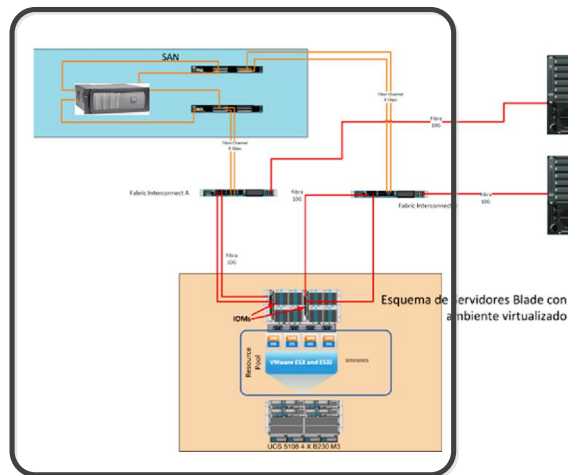 SAN
Fiber Channel
8 Gbps
Fiber Channel
8 Gbps
Fibra
10G
Fabric Interconnect A
Fibra
10G
Fabric Interconnect
Fibra
10G
Fibra
10G
Esquema de Servidores Blade con
ambiente virtualizado
IOMs
Resource
Pool
VMware ESX and ESXi
SERVIDORES
UCS 5108 4 X B230 M3